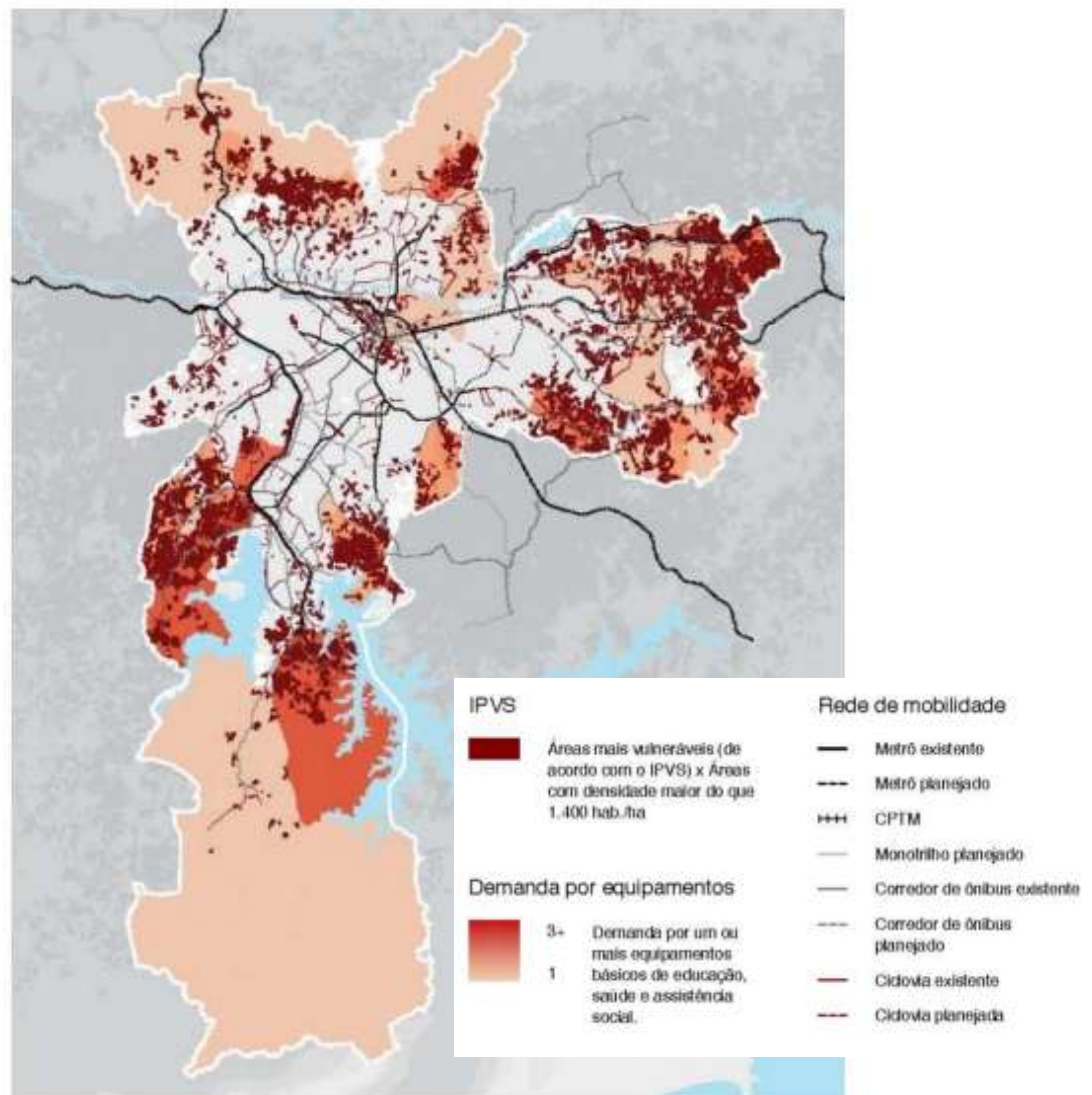 IPVS
Áreas mais vulneráveis (de
acordo com o IPVS) x Áreas
com densidade maior do que
1.400 hab./ha
Demanda por equipamentos
3+
1
Demanda por um ou
mais equipamentos
básicos de educação,
saúde e assistência
social.
Rede de mobilidade
Metrô existente
Metrô planejado
CPTM
Monotrilho planejado
Corredor de ônibus existente
Corredor de ônibus
planejado
Ciclovia existente
Ciclovia planejada